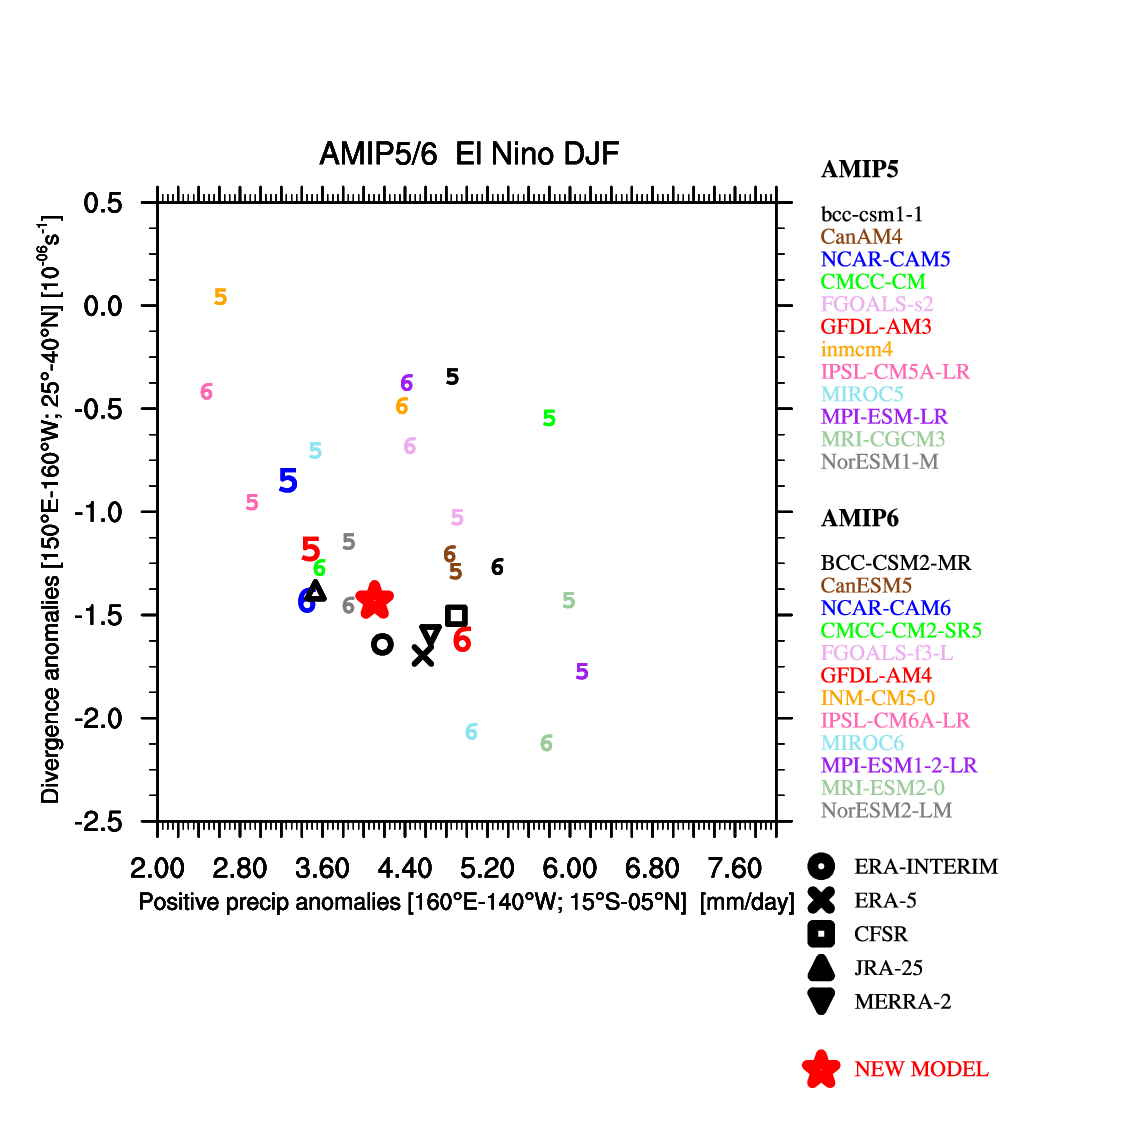 AMIP5/6  El Nino DJF
AMIP5
bcc-csm1-1
CanAM4
NCAR-CAM5
CMCC-CM
FGOALS-s2
GFDL-AM3
inmcm4
IPSL-CM5A-LR
MIROC5
MPI-ESM-LR
MRI-CGCM3
NorESM1-M
AMIP6
BCC-CSM2-MR
CanESM5
NCAR-CAM6
CMCC-CM2-SR5
FGOALS-f3-L
GFDL-AM4
INM-CM5-0
IPSL-CM6A-LR
MIROC6
MPI-ESM1-2-LR
MRI-ESM2-0
NorESM2-LM
ERA-INTERIM
ERA-5
CFSR
JRA-25
MERRA-2
NEW MODEL
Divergence anomalies [150°E-160°W; 25°-40°N] [10⁻⁰⁶s⁻¹]
0.5
0.0
-0.5
-1.0
-1.5
-2.0
-2.5
5
6
5
6
6
5
5
6
5
5
5
5
5
6
6
5
6
5
6
6
6
5
6
6
2.00 2.80 3.60 4.40 5.20 6.00 6.80 7.60
Positive precip anomalies [160°E-140°W; 15°S-05°N]  [mm/day]